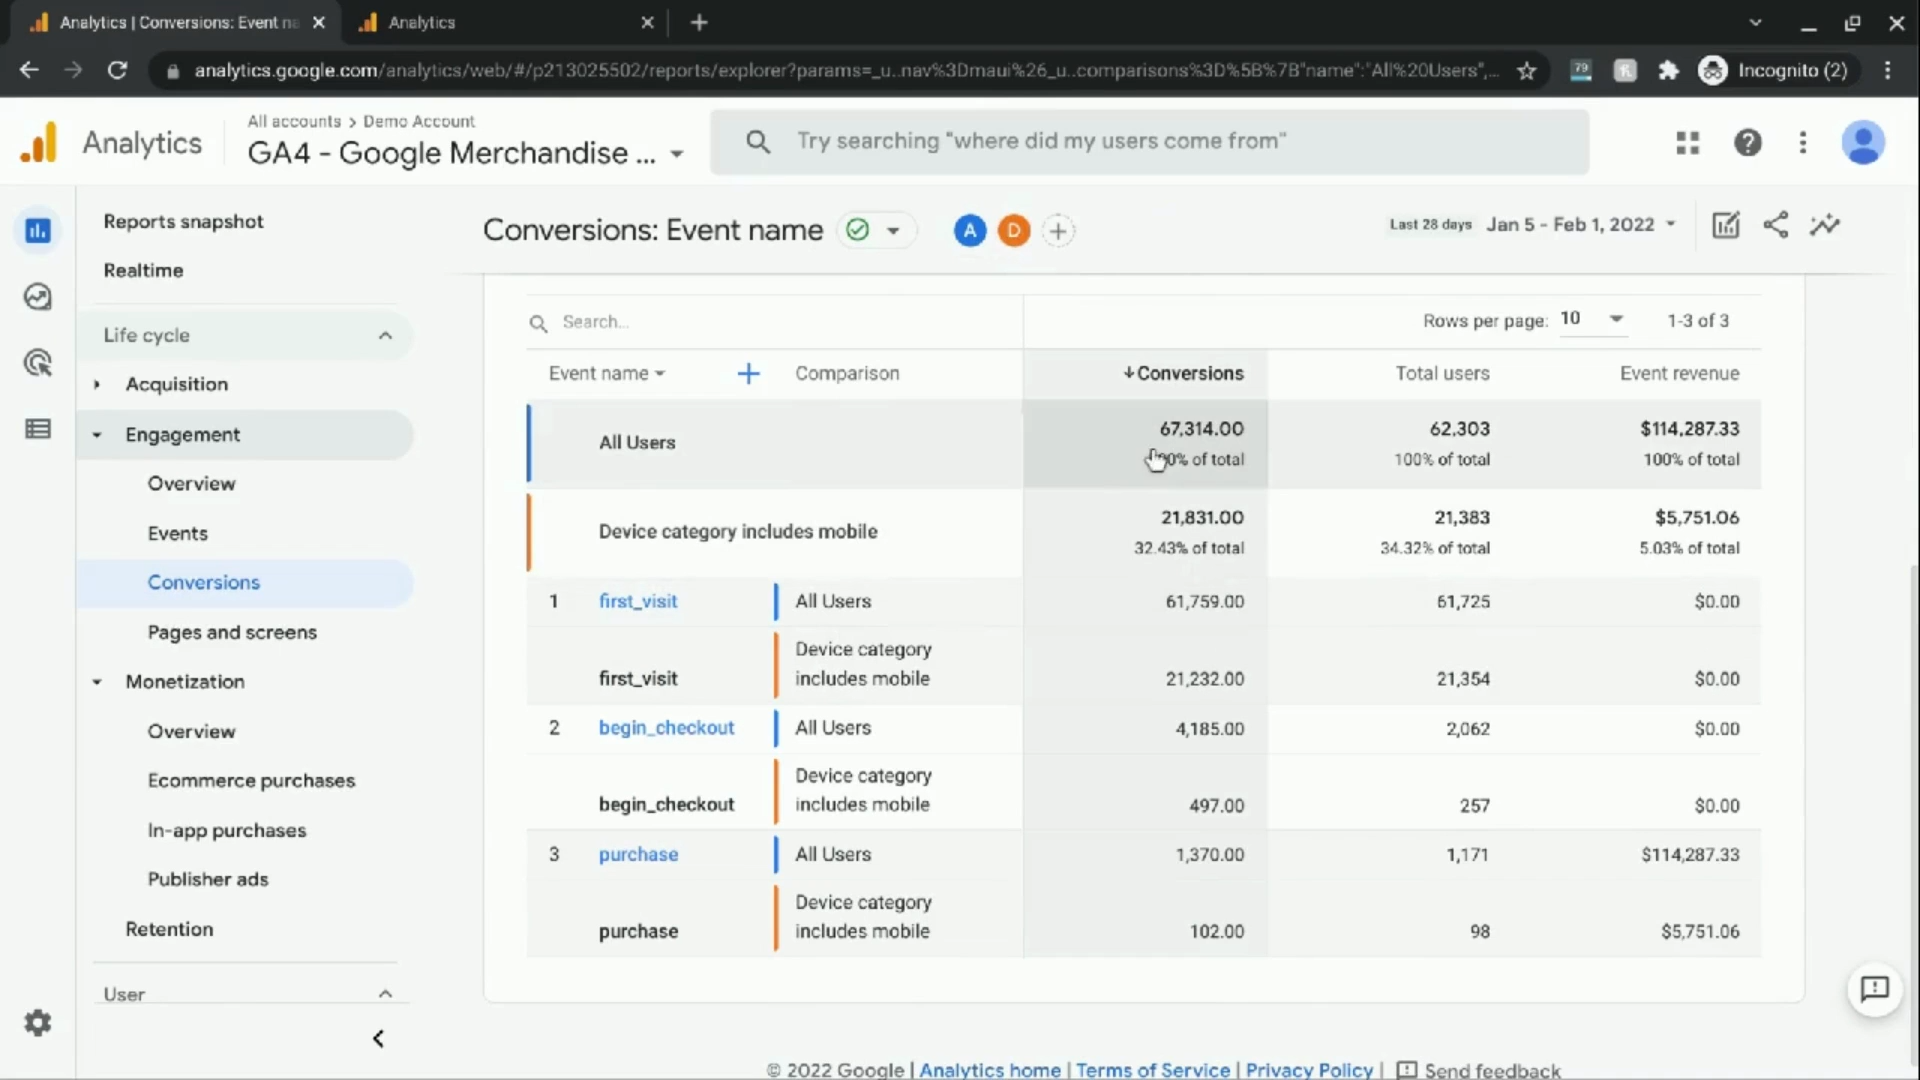 Analytics | Conversions: Event na
Analytics
analytics.google.com/analytics/web/#/p213025502/reports/explorer?params=_u..nav%3Dmaui%26_u..comparisons%3D%5B%7B"name":"All%20Users",...
79
Incognito (2)
Analytics
All accounts > Demo Account
GA4 - Google Merchandise ...
Try searching "where did my users come from"
Reports snapshot
Realtime
Life cycle
Acquisition
Engagement
Overview
Events
Conversions
Pages and screens
Monetization
Overview
Ecommerce purchases
In-app purchases
Publisher ads
Retention
User
Conversions: Event name
A
D
Last 28 days Jan 5 - Feb 1, 2022
Search...
Rows per page: 10
1-3 of 3
Event name + Comparison ↓Conversions Total users Event revenue
All Users 67,314.00 62,303 $114,287.33
0% of total 100% of total 100% of total
Device category includes mobile 21,831.00 21,383 $5,751.06
32.43% of total 34.32% of total 5.03% of total
1 first_visit All Users 61,759.00 61,725 $0.00
Device category
first_visit includes mobile 21,232.00 21,354 $0.00
2 begin_checkout All Users 4,185.00 2,062 $0.00
Device category
begin_checkout includes mobile 497.00 257 $0.00
3 purchase All Users 1,370.00 1,171 $114,287.33
Device category
purchase includes mobile 102.00 98 $5,751.06
© 2022 Google | Analytics home | Terms of Service | Privacy Policy | Send feedback